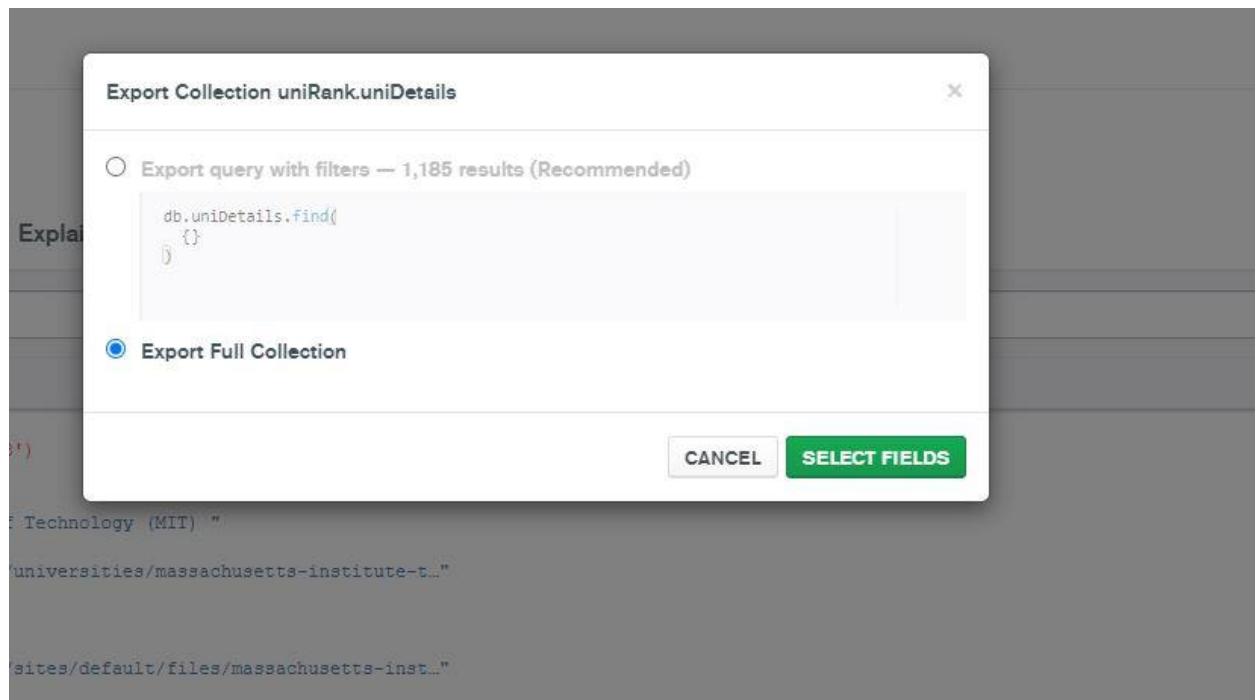 Export Collection uniRank.uniDetails
×
Export query with filters — 1,185 results (Recommended)
db.uniDetails.find(
{}
)
Explai
Export Full Collection
CANCEL SELECT FIELDS
')
Technology (MIT) "
universities/massachusetts-institute-t…"
/sites/default/files/massachusetts-inst…"